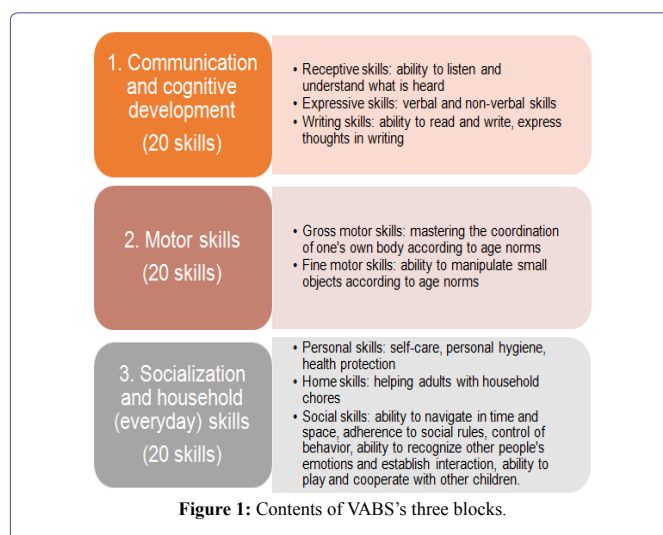 1. Communication
and cognitive
development
(20 skills)
• Receptive skills: ability to listen and
understand what is heard
• Expressive skills: verbal and non-verbal skills
• Writing skills: ability to read and write, express
thoughts in writing
2. Motor skills
(20 skills)
• Gross motor skills: mastering the coordination
of one's own body according to age norms
• Fine motor skills: ability to manipulate small
objects according to age norms
3. Socialization
and household
(everyday) skills
(20 skills)
• Personal skills: self-care, personal hygiene,
health protection
• Home skills: helping adults with household
chores
• Social skills: ability to navigate in time and
space, adherence to social rules, control of
behavior, ability to recognize other people's
emotions and establish interaction, ability to
play and cooperate with other children.
Figure 1: Contents of VABS's three blocks.